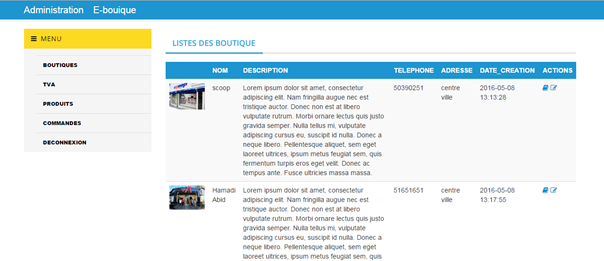 Administration E-bouique
MENU
BOUTIQUES
TVA
PRODUITS
COMMANDES
DECONNEXION
LISTES DES BOUTIQUE
NOM DESCRIPTION TELEPHONE ADRESSE DATE_CREATION ACTIONS
scoop Lorem ipsum dolor sit amet, consectetur 50390251 centre 2016-05-08
adipiscing elit. Nam fringilla augue nec est ville 13:13:28
tristique auctor. Donec non est at libero
vulputate rutrum. Morbi ornare lectus quis justo
gravida semper. Nulla tellus mi, vulputate
adipiscing cursus eu, suscipit id nulla. Donec a
neque libero. Pellentesque aliquet, sem eget
laoreet ultrices, ipsum metus feugiat sem, quis
fermentum turpis eros eget velit. Donec ac
tempus ante. Fusce ultricies massa massa.
Hamadi Lorem ipsum dolor sit amet, consectetur 51651651 centre 2016-05-08
Abid adipiscing elit. Nam fringilla augue nec est ville 13:17:55
tristique auctor. Donec non est at libero
vulputate rutrum. Morbi ornare lectus quis justo
gravida semper. Nulla tellus mi, vulputate
adipiscing cursus eu, suscipit id nulla. Donec a
neque libero. Pellentesque aliquet, sem eget
laoreet ultrices, ipsum metus feugiat sem, quis